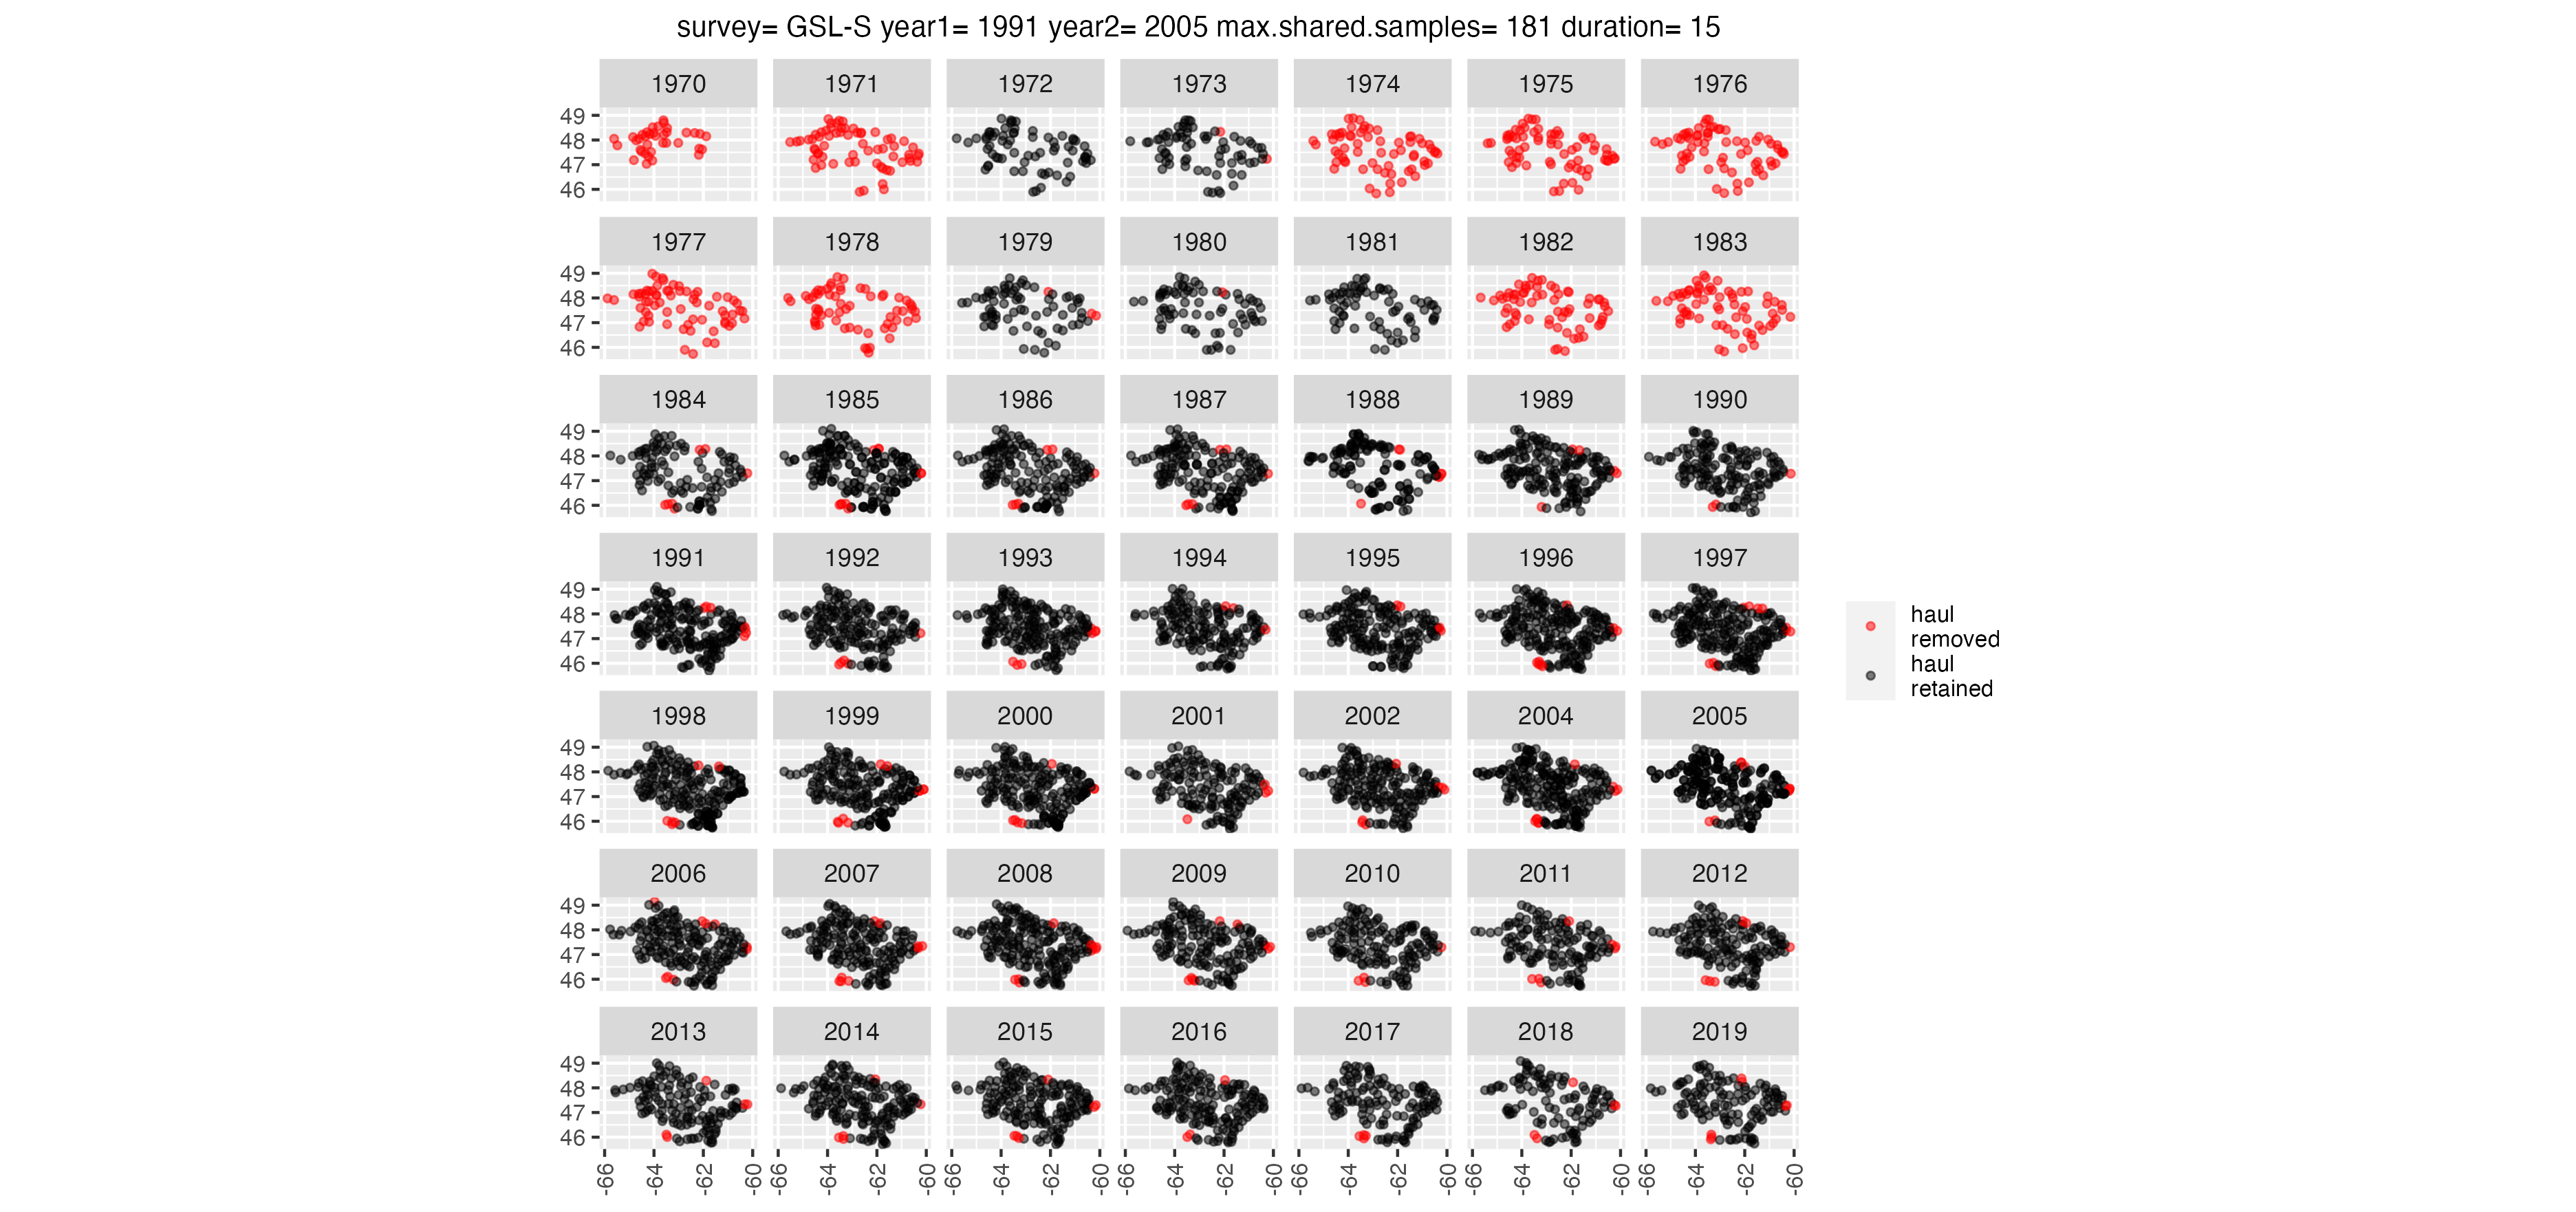 survey= GSL-S year1= 1991 year2= 2005 max.shared.samples= 181 duration= 15
1970 1971 1972 1973 1974 1975 1976
49
48
47
46
1977 1978 1979 1980 1981 1982 1983
49
48
47
46
1984 1985 1986 1987 1988 1989 1990
49
48
47
46
1991 1992 1993 1994 1995 1996 1997
49
48
47
46
haul
removed
haul
retained
1998 1999 2000 2001 2002 2004 2005
49
48
47
46
2006 2007 2008 2009 2010 2011 2012
49
48
47
46
2013 2014 2015 2016 2017 2018 2019
49
48
47
46
-66 -64 -62 -60 -66 -64 -62 -60 -66 -64 -62 -60 -66 -64 -62 -60 -66 -64 -62 -60 -66 -64 -62 -60 -66 -64 -62 -60